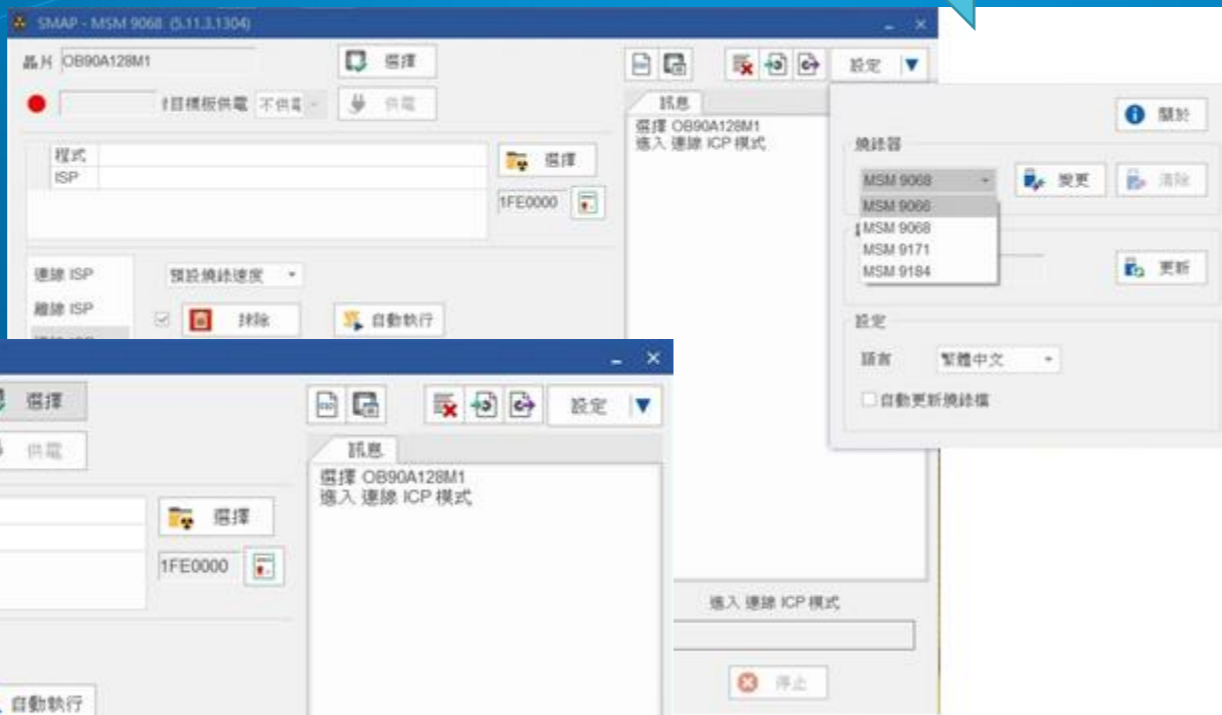 SMAP - MSM 9068 (5.11.3.1304)
晶片 OB90A128M1
選擇
設定
對目標板供電 不供電
供電
訊息
選擇 OB90A128M1
進入 連線 ICP 模式
程式
ISP
選擇
1FE0000
連線 ISP
預設燒錄速度
離線 ISP
抹除
自動執行
關於
燒錄器
MSM 9068
變更
清除
MSM 9066
MSM 9068
MSM 9171
MSM 9184
更新
設定
語言
繁體中文
自動更新燒錄檔
選擇
設定
供電
訊息
選擇 OB90A128M1
進入 連線 ICP 模式
選擇
1FE0000
自動執行
進入 連線 ICP 模式
停止